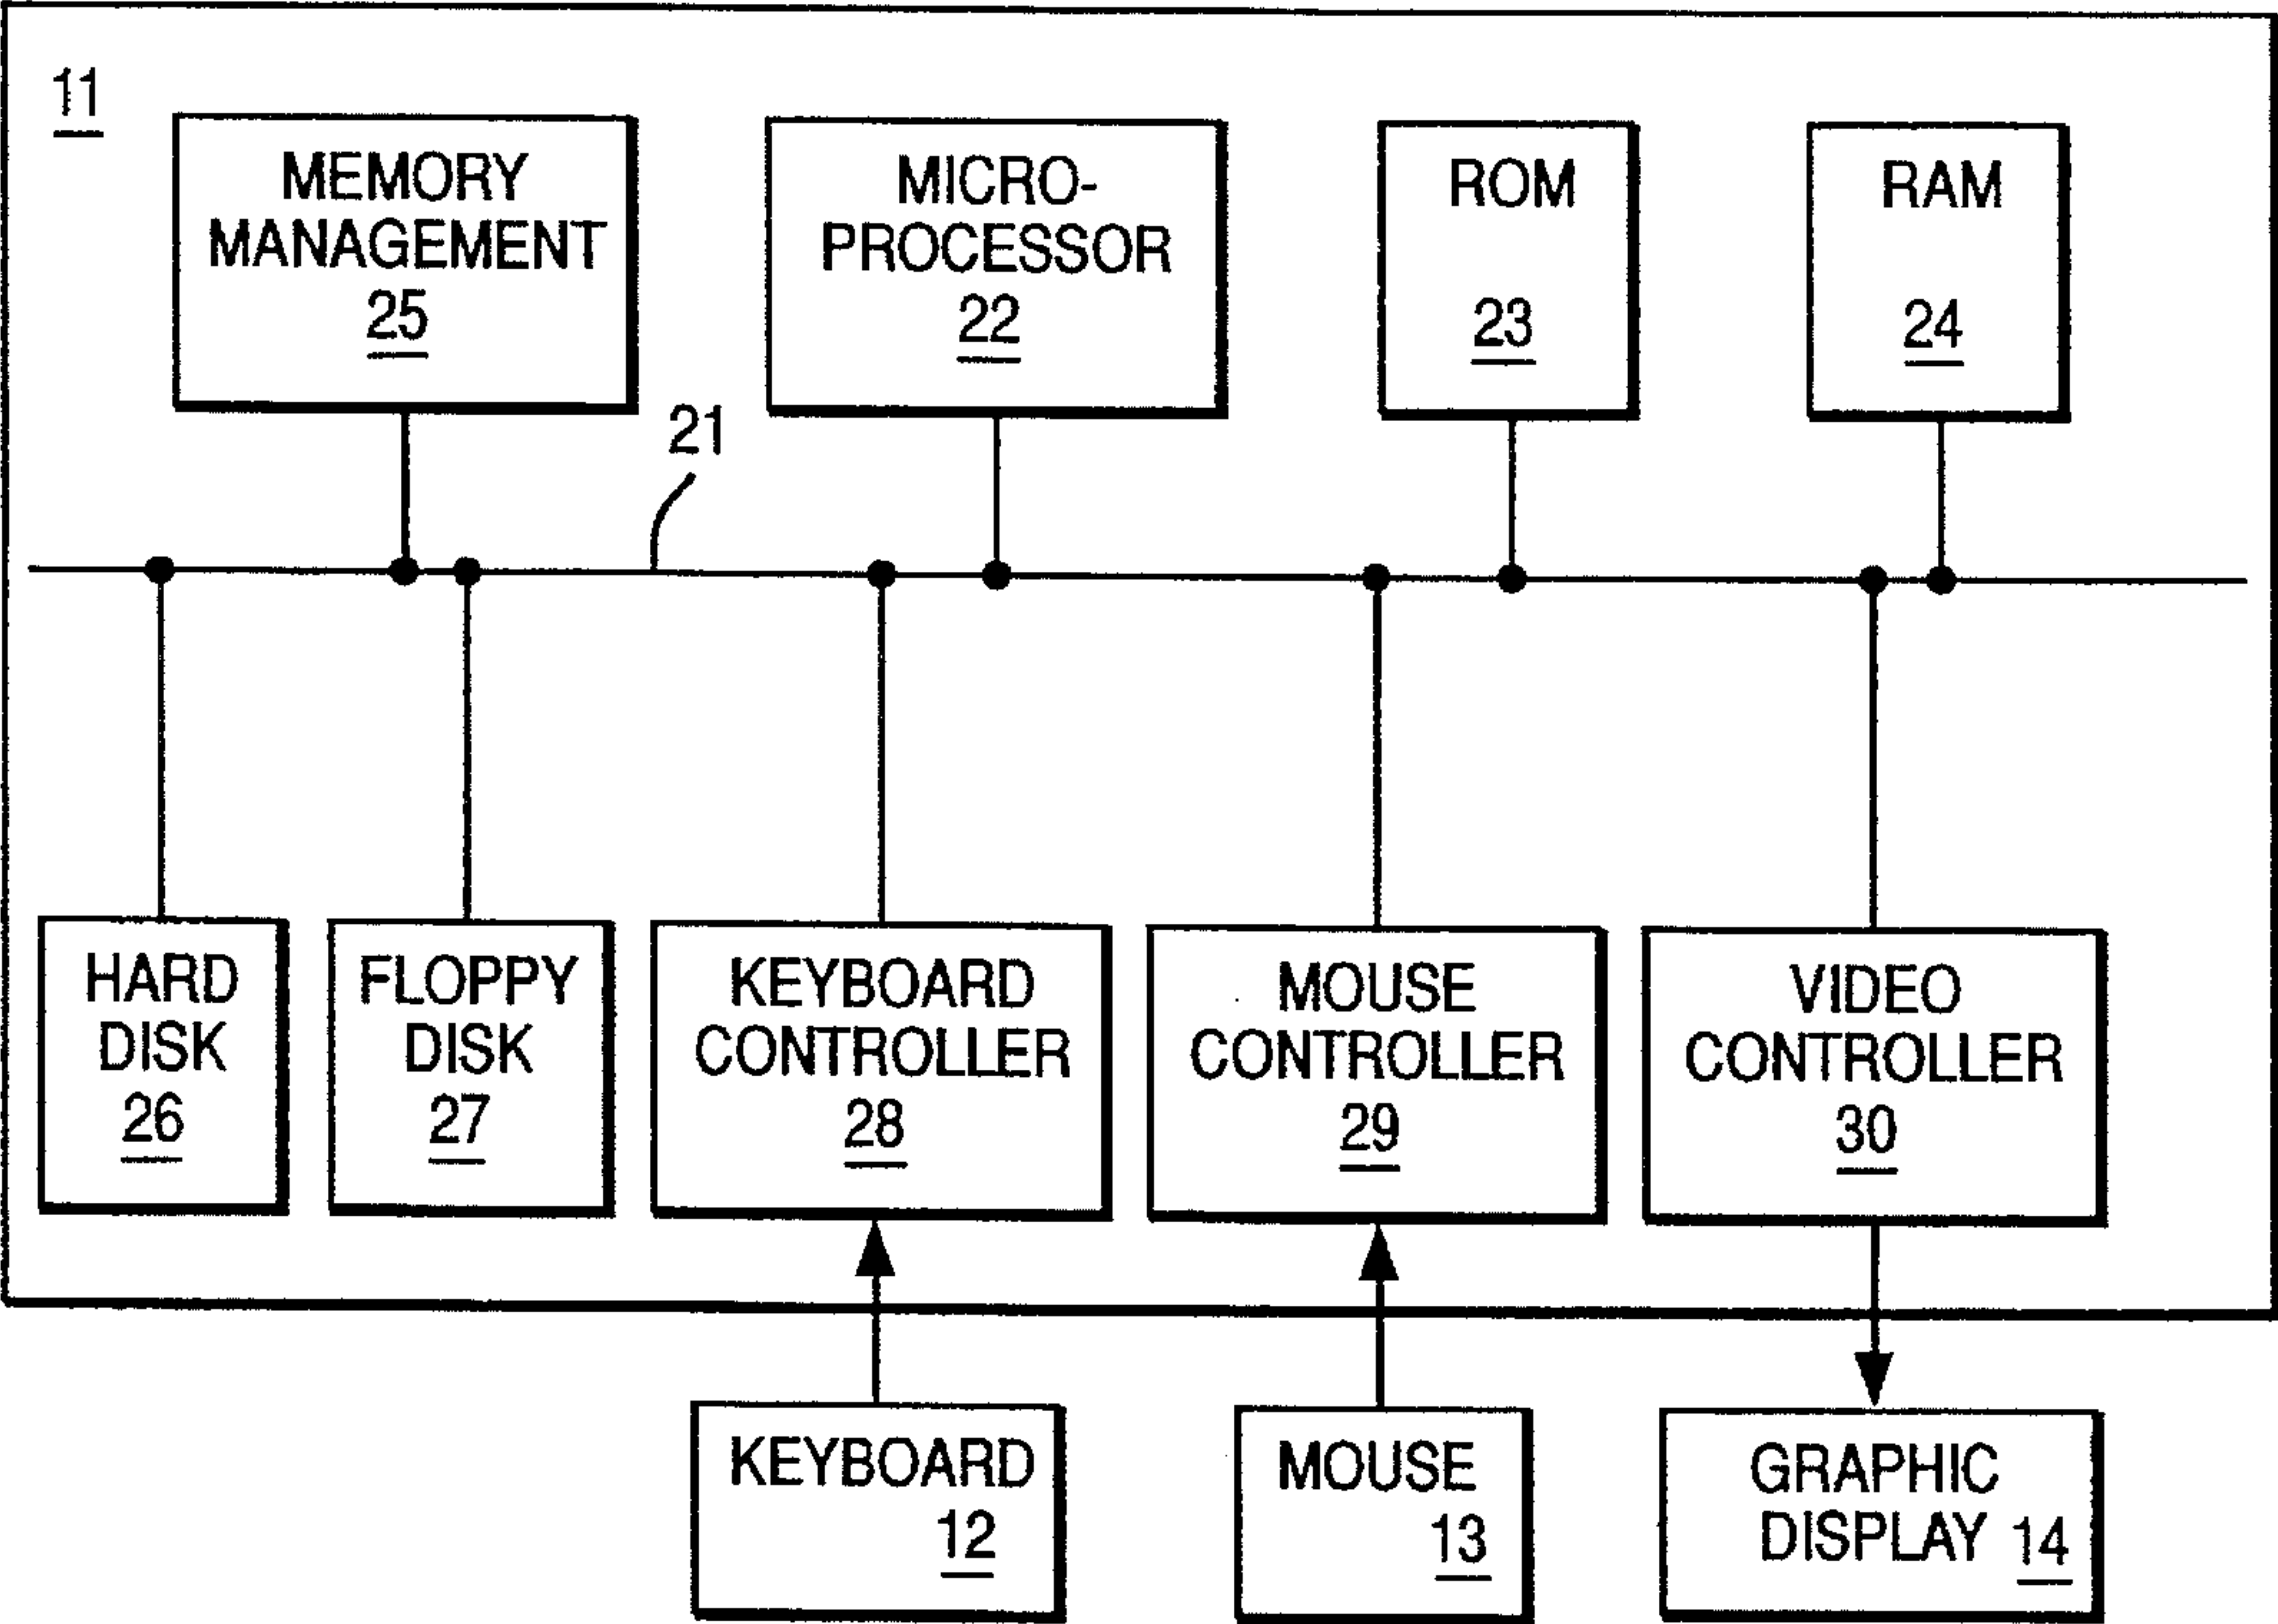 11
MEMORY
MANAGEMENT
25
MICRO-
PROCESSOR
22
ROM
23
RAM
24
21
HARD
DISK
26
FLOPPY
DISK
27
KEYBOARD
CONTROLLER
28
MOUSE
CONTROLLER
29
VIDEO
CONTROLLER
30
KEYBOARD
12
MOUSE
13
GRAPHIC
DISPLAY 14